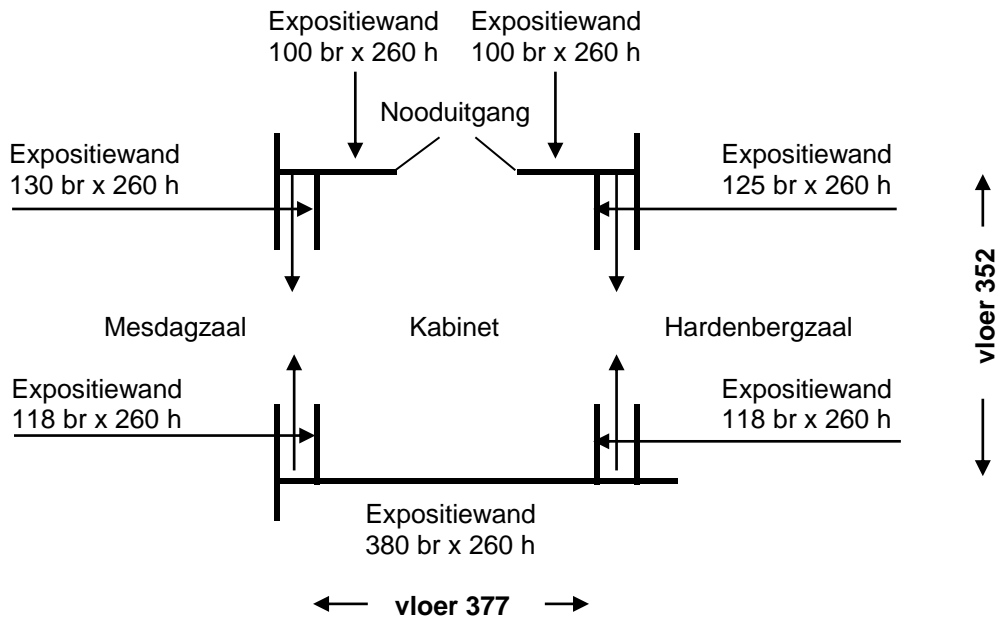 Expositiewand
100 br x 260 h
Expositiewand
100 br x 260 h
Nooduitgang
Expositiewand
130 br x 260 h
Expositiewand
125 br x 260 h
vloer 352
Mesdagzaal
Kabinet
Hardenbergzaal
Expositiewand
118 br x 260 h
Expositiewand
118 br x 260 h
Expositiewand
380 br x 260 h
vloer 377